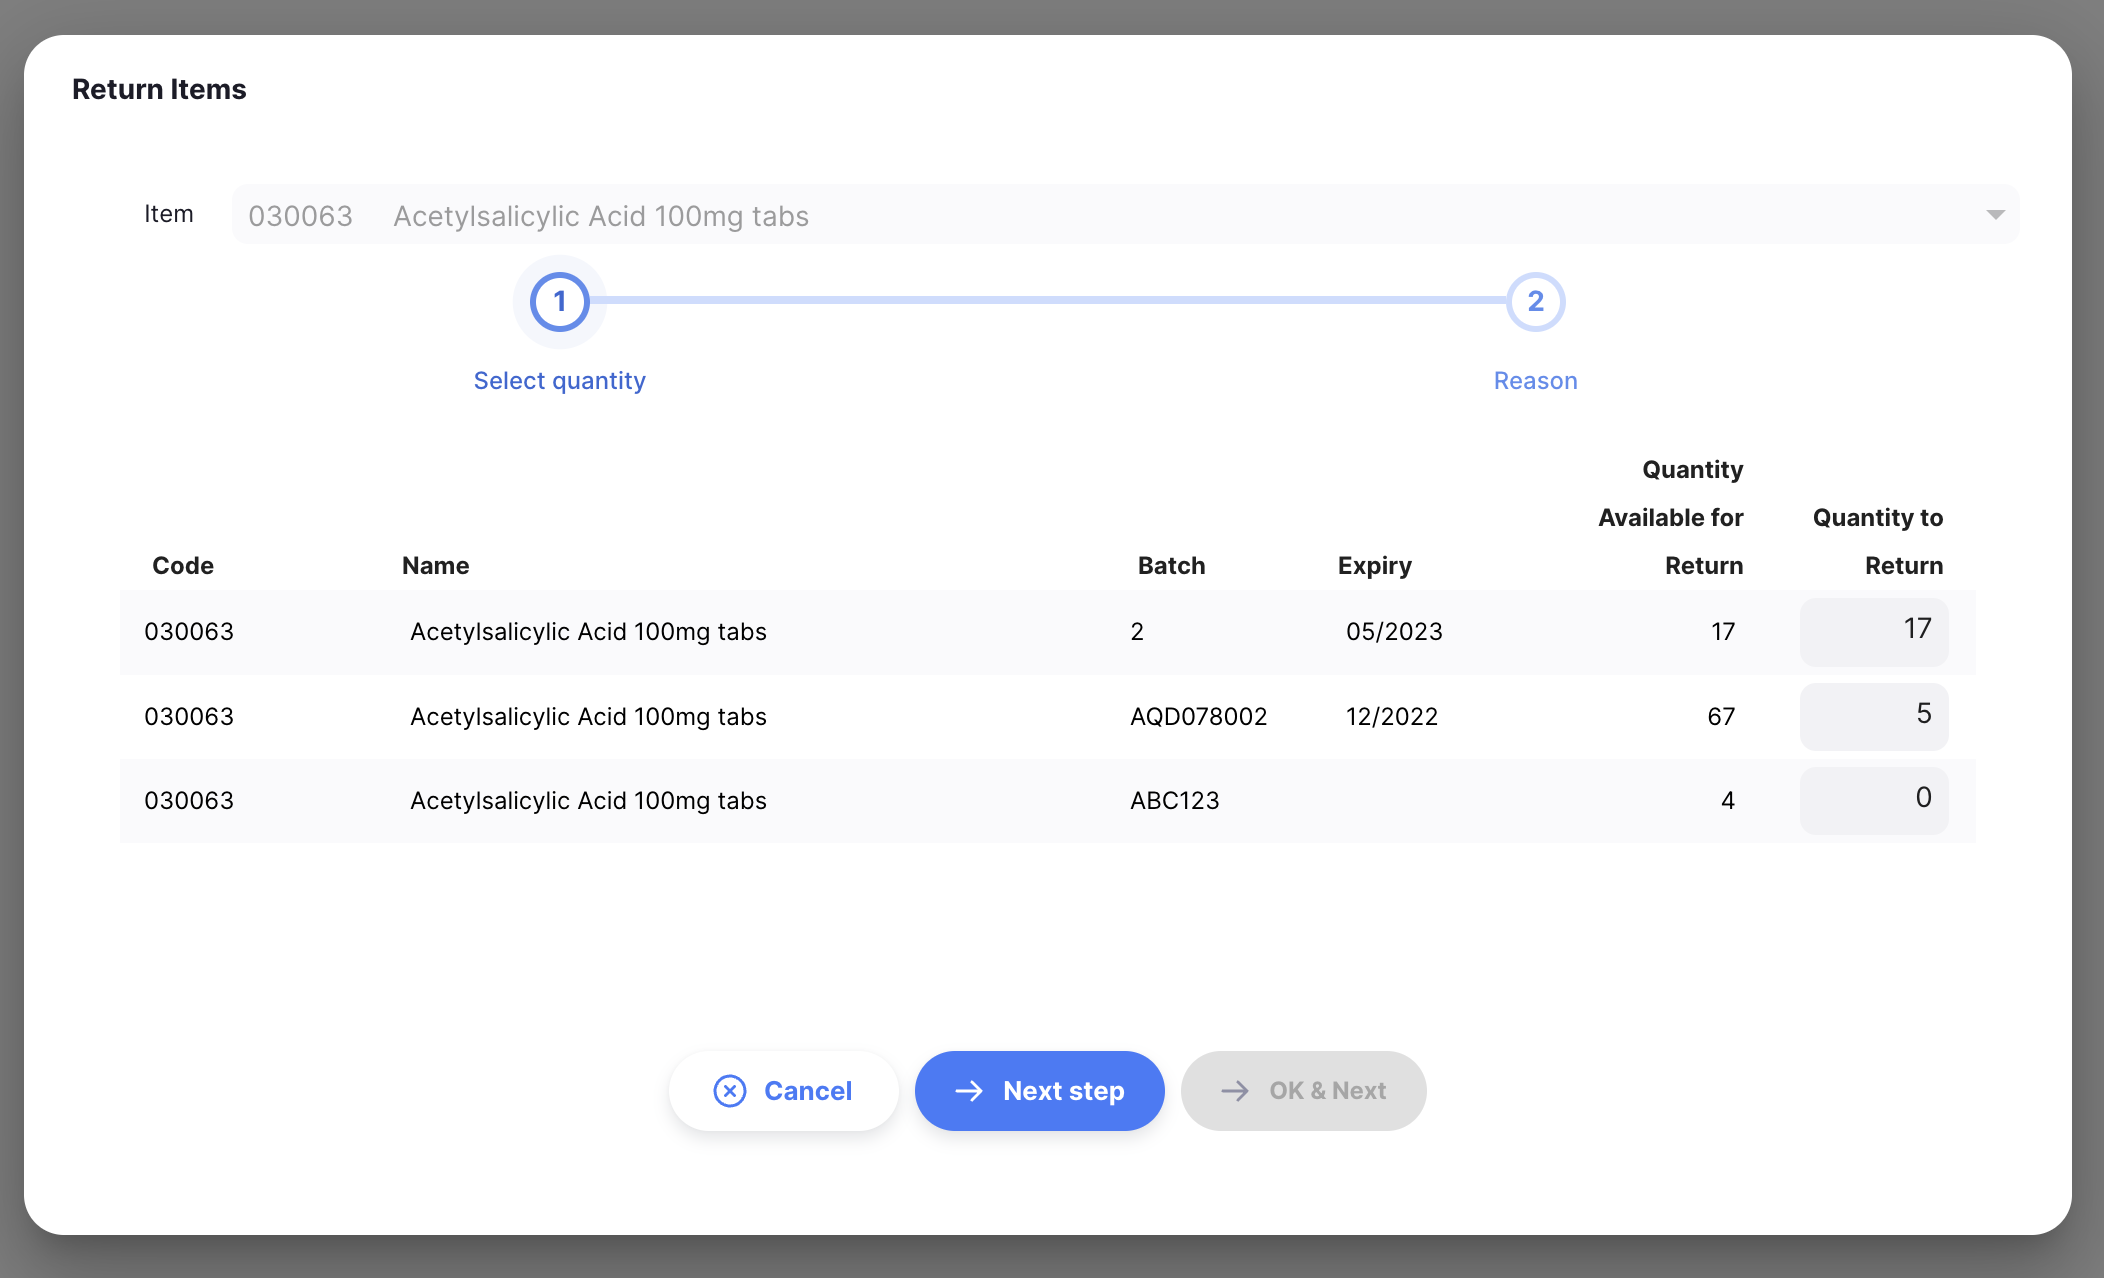 Return Items
Item 030063 Acetylsalicylic Acid 100mg tabs
1 2
Select quantity Reason
Quantity
Available for Quantity to
Code Name Batch Expiry Return Return
030063 Acetylsalicylic Acid 100mg tabs 2 05/2023 17 17
030063 Acetylsalicylic Acid 100mg tabs AQD078002 12/2022 67 5
030063 Acetylsalicylic Acid 100mg tabs ABC123 4 0
Cancel Next step OK & Next